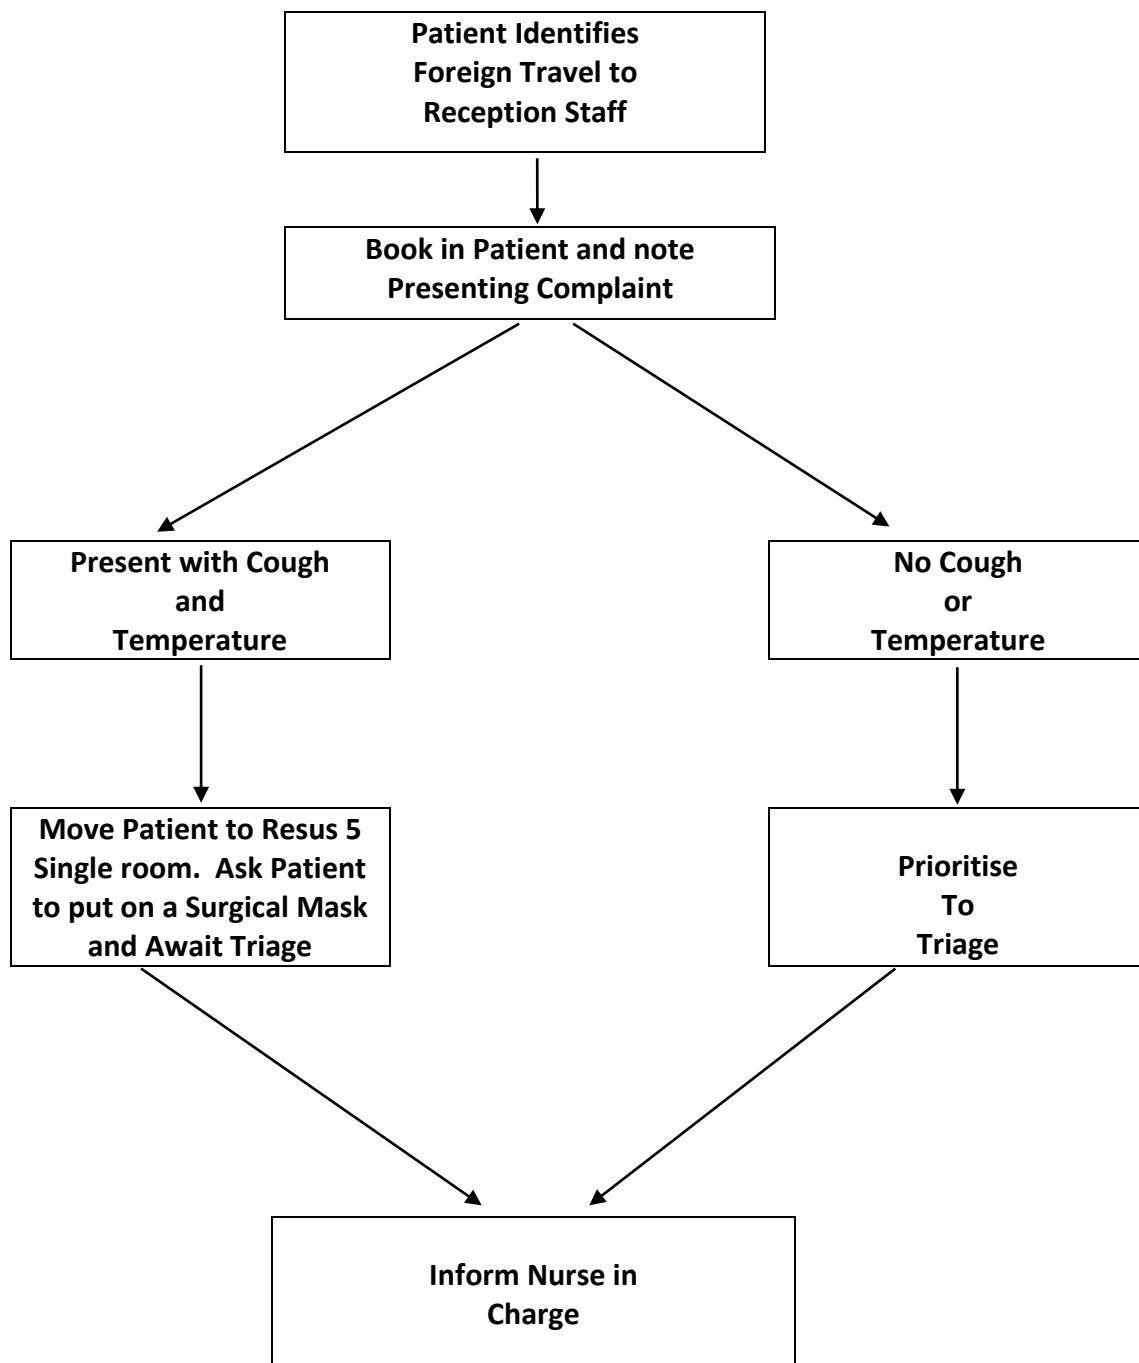 Patient Identifies
Foreign Travel to
Reception Staff
Book in Patient and note
Presenting Complaint
Present with Cough
and
Temperature
No Cough
or
Temperature
Move Patient to Resus 5
Single room.  Ask Patient
to put on a Surgical Mask
and Await Triage
Prioritise
To
Triage
Inform Nurse in
Charge